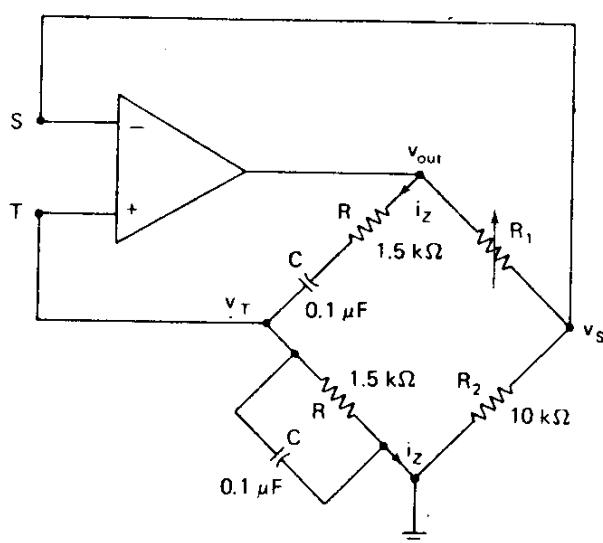 S
−
T
+
v_out
R
i_Z
1.5 kΩ
R_1
C
0.1 μF
v_T
v_S
1.5 kΩ
R
R_2
10 kΩ
C
0.1 μF
i_Z